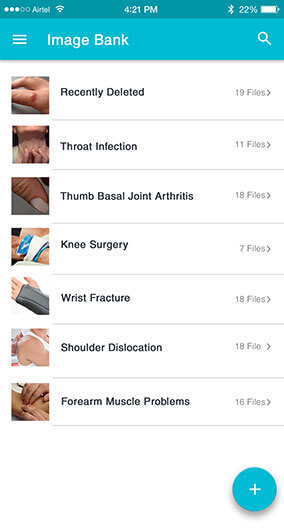 Airtel 4:21 PM 22%
Image Bank
Recently Deleted 19 Files
Throat Infection 11 Files
Thumb Basal Joint Arthritis 18 Files
Knee Surgery 7 Files
Wrist Fracture 18 Files
Shoulder Dislocation 18 File
Forearm Muscle Problems 16 Files